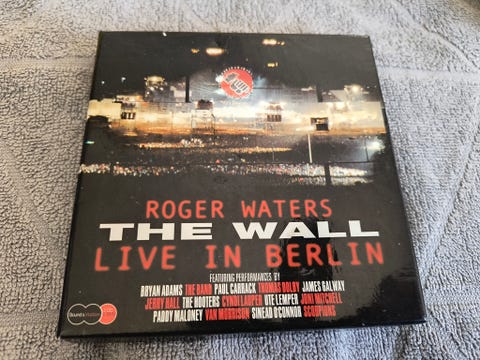 ROGER WATERS
THE WALL
LIVE IN BERLIN
FEATURING PERFORMANCES BY
BRYAN ADAMS THE BAND PAUL CARRACK THOMAS DOLBY JAMES GALWAY
JERRY HALL THE HOOTERS CYNDI LAUPER UTE LEMPER JONI MITCHELL
PADDY MALONEY VAN MORRISON SINEAD O'CONNOR SCORPIONS